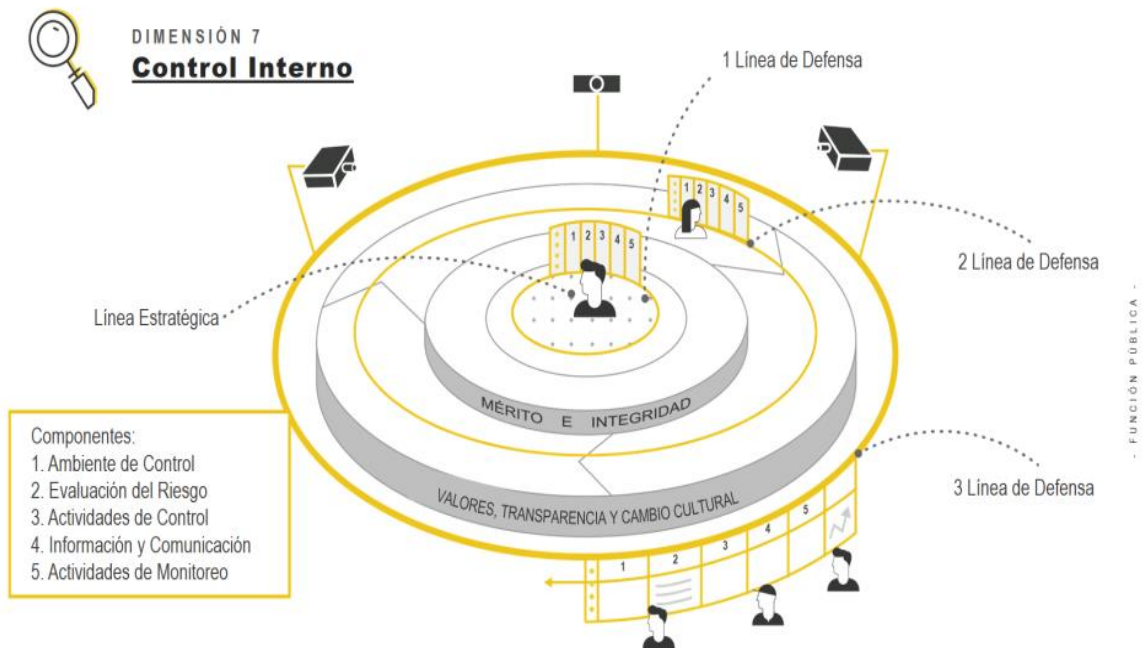 DIMENSIÓN 7
Control Interno
1 Línea de Defensa
1 2 3 4 5
1 2 3 4 5
2 Línea de Defensa
Línea Estratégica
- FUNCIÓN PÚBLICA -
MÉRITO E INTEGRIDAD
VALORES, TRANSPARENCIA Y CAMBIO CULTURAL
3 Línea de Defensa
Componentes:
1. Ambiente de Control
2. Evaluación del Riesgo
3. Actividades de Control
4. Información y Comunicación
5. Actividades de Monitoreo
1 2 3 4 5